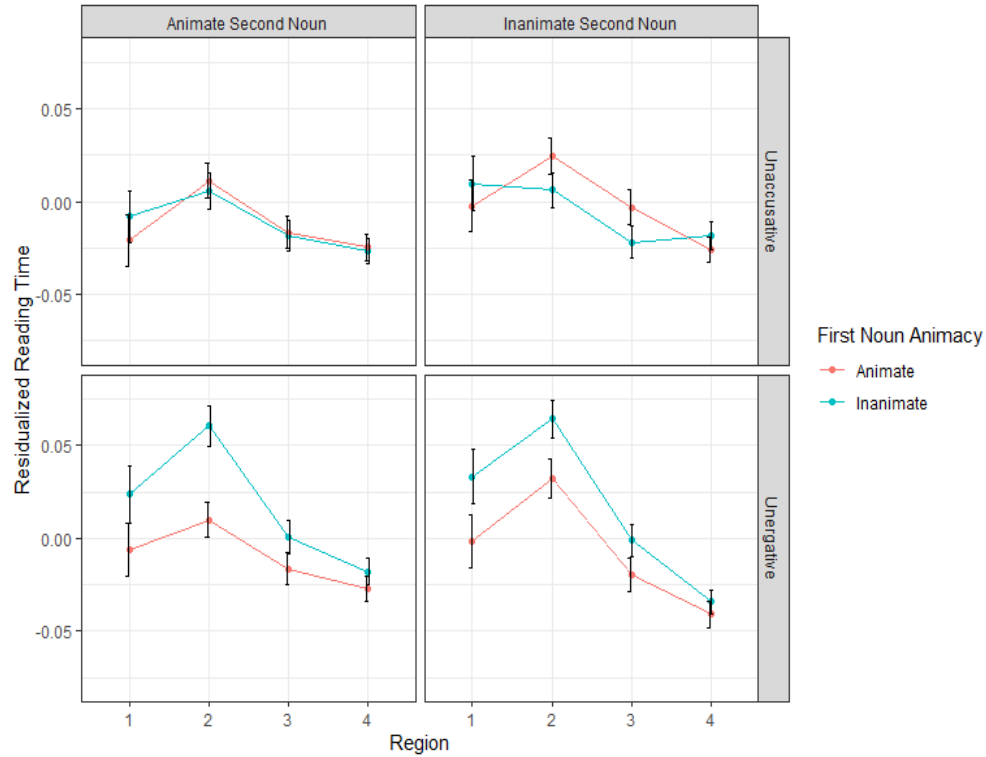 Animate Second Noun
Inanimate Second Noun
0.05
0.00
-0.05
Unaccusative
0.05
0.00
-0.05
Unergative
Residualized Reading Time
1 2 3 4
1 2 3 4
Region
First Noun Animacy
Animate
Inanimate